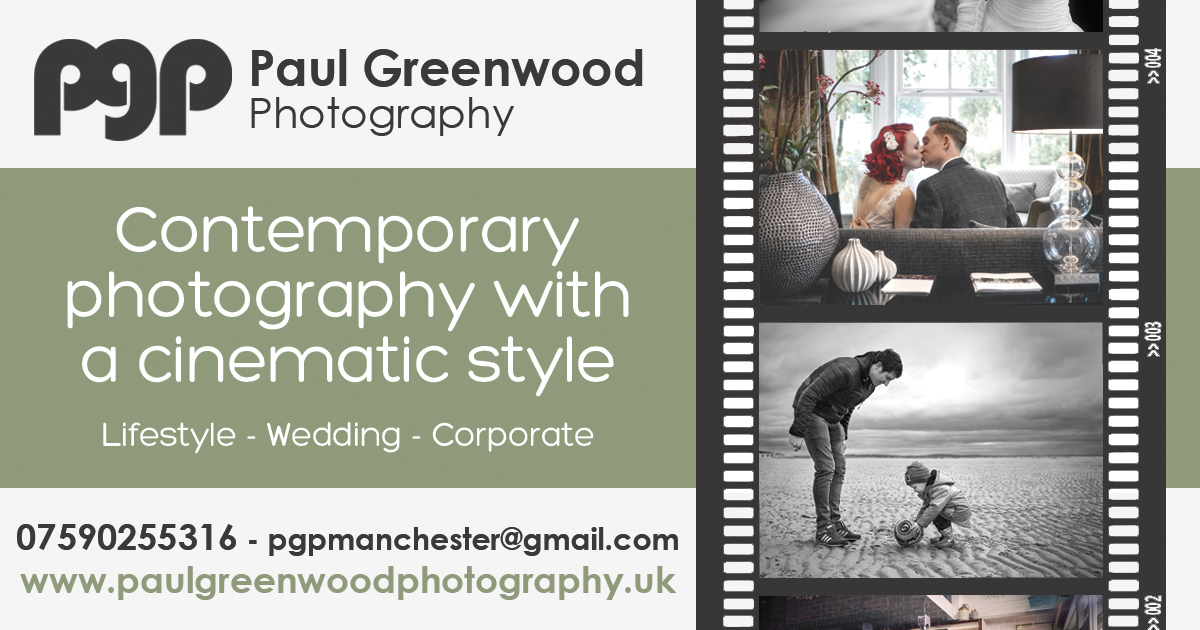 pgp
Paul Greenwood
Photography
Contemporary
photography with
a cinematic style
Lifestyle - Wedding - Corporate
07590255316 - pgpmanchester@gmail.com
www.paulgreenwoodphotography.uk
>>004
>>003
>>002